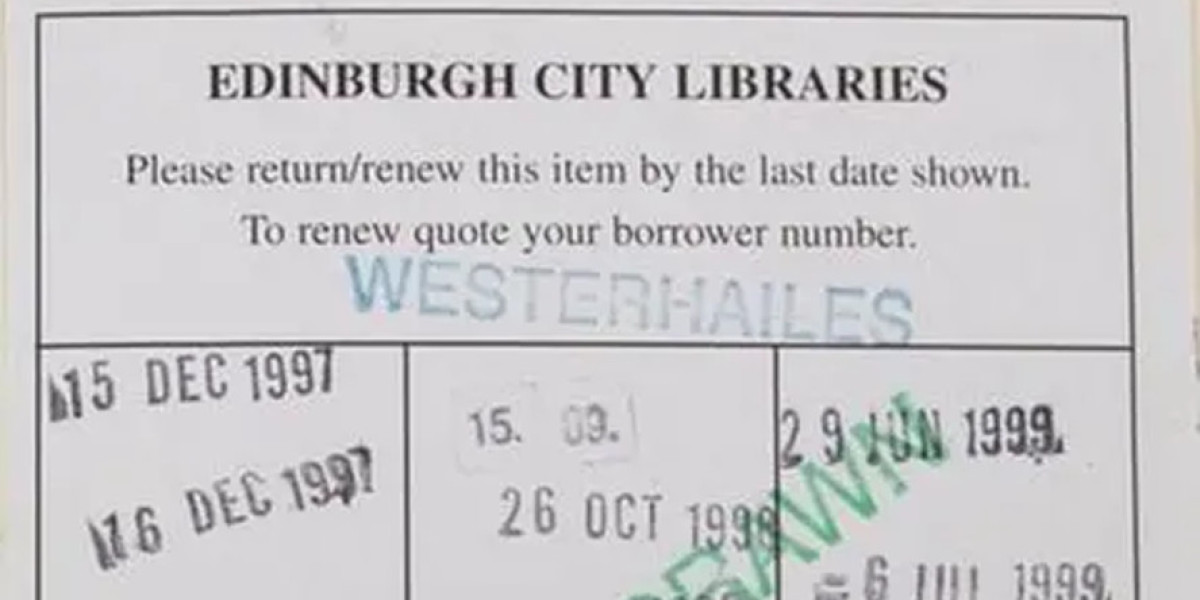 EDINBURGH CITY LIBRARIES
Please return/renew this item by the last date shown.
To renew quote your borrower number.
WESTERHAILES
15 DEC 1997
16 DEC 1997
15. 09.
26 OCT 1998
29 JUN 1999
- 6 JUL 1999